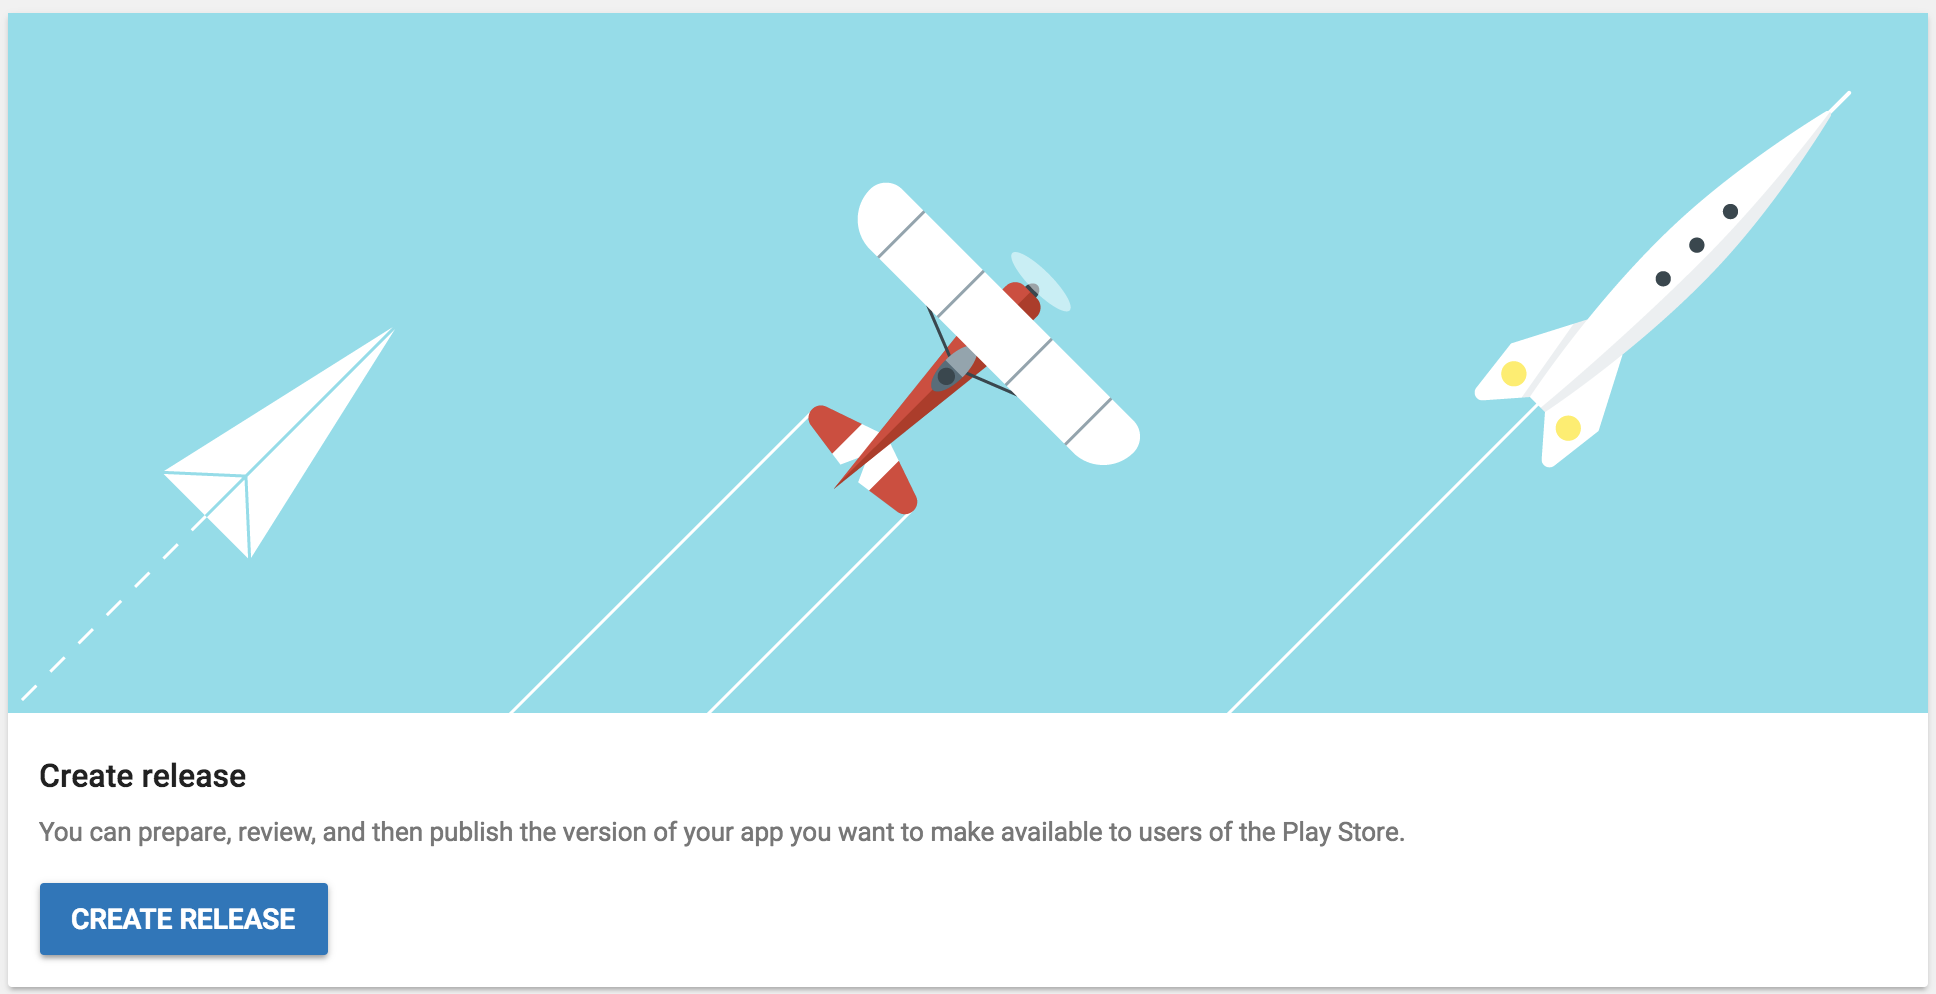 Create release
You can prepare, review, and then publish the version of your app you want to make available to users of the Play Store.
CREATE RELEASE